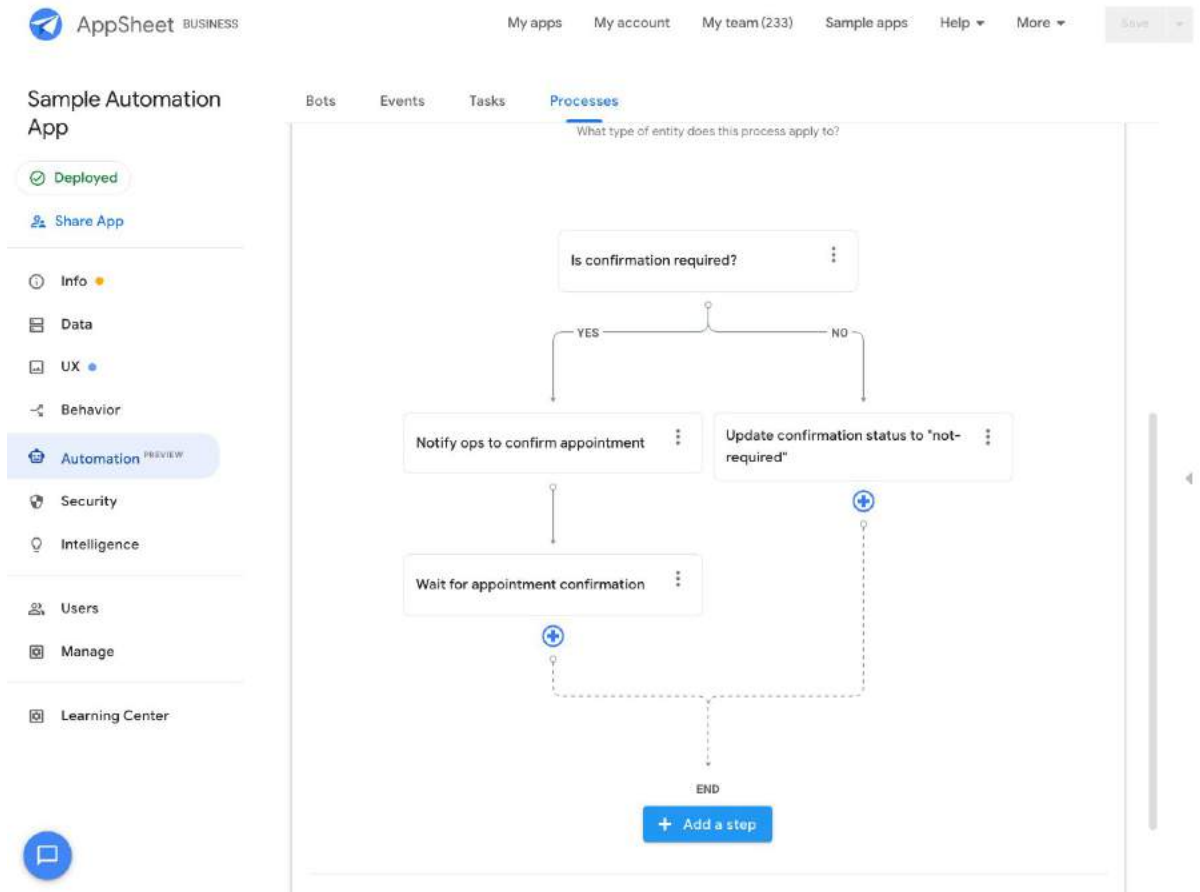 AppSheet BUSINESS
My apps My account My team (233) Sample apps Help More Save
Sample Automation
App
Bots Events Tasks Processes
What type of entity does this process apply to?
Deployed
Share App
Info
Data
UX
Behavior
Automation PREVIEW
Security
Intelligence
Users
Manage
Learning Center
Is confirmation required?
YES NO
Notify ops to confirm appointment
Update confirmation status to "not-
required"
Wait for appointment confirmation
END
+ Add a step